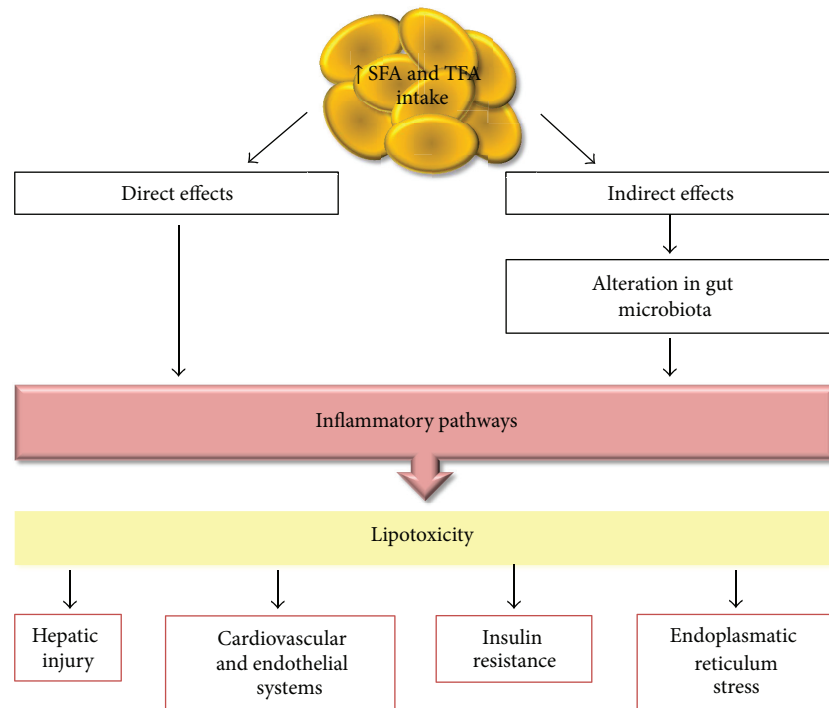 ↑ SFA and TFA
intake
Direct effects
Indirect effects
Alteration in gut
microbiota
Inflammatory pathways
Lipotoxicity
Hepatic
injury
Cardiovascular
and endothelial
systems
Insulin
resistance
Endoplasmatic
reticulum
stress